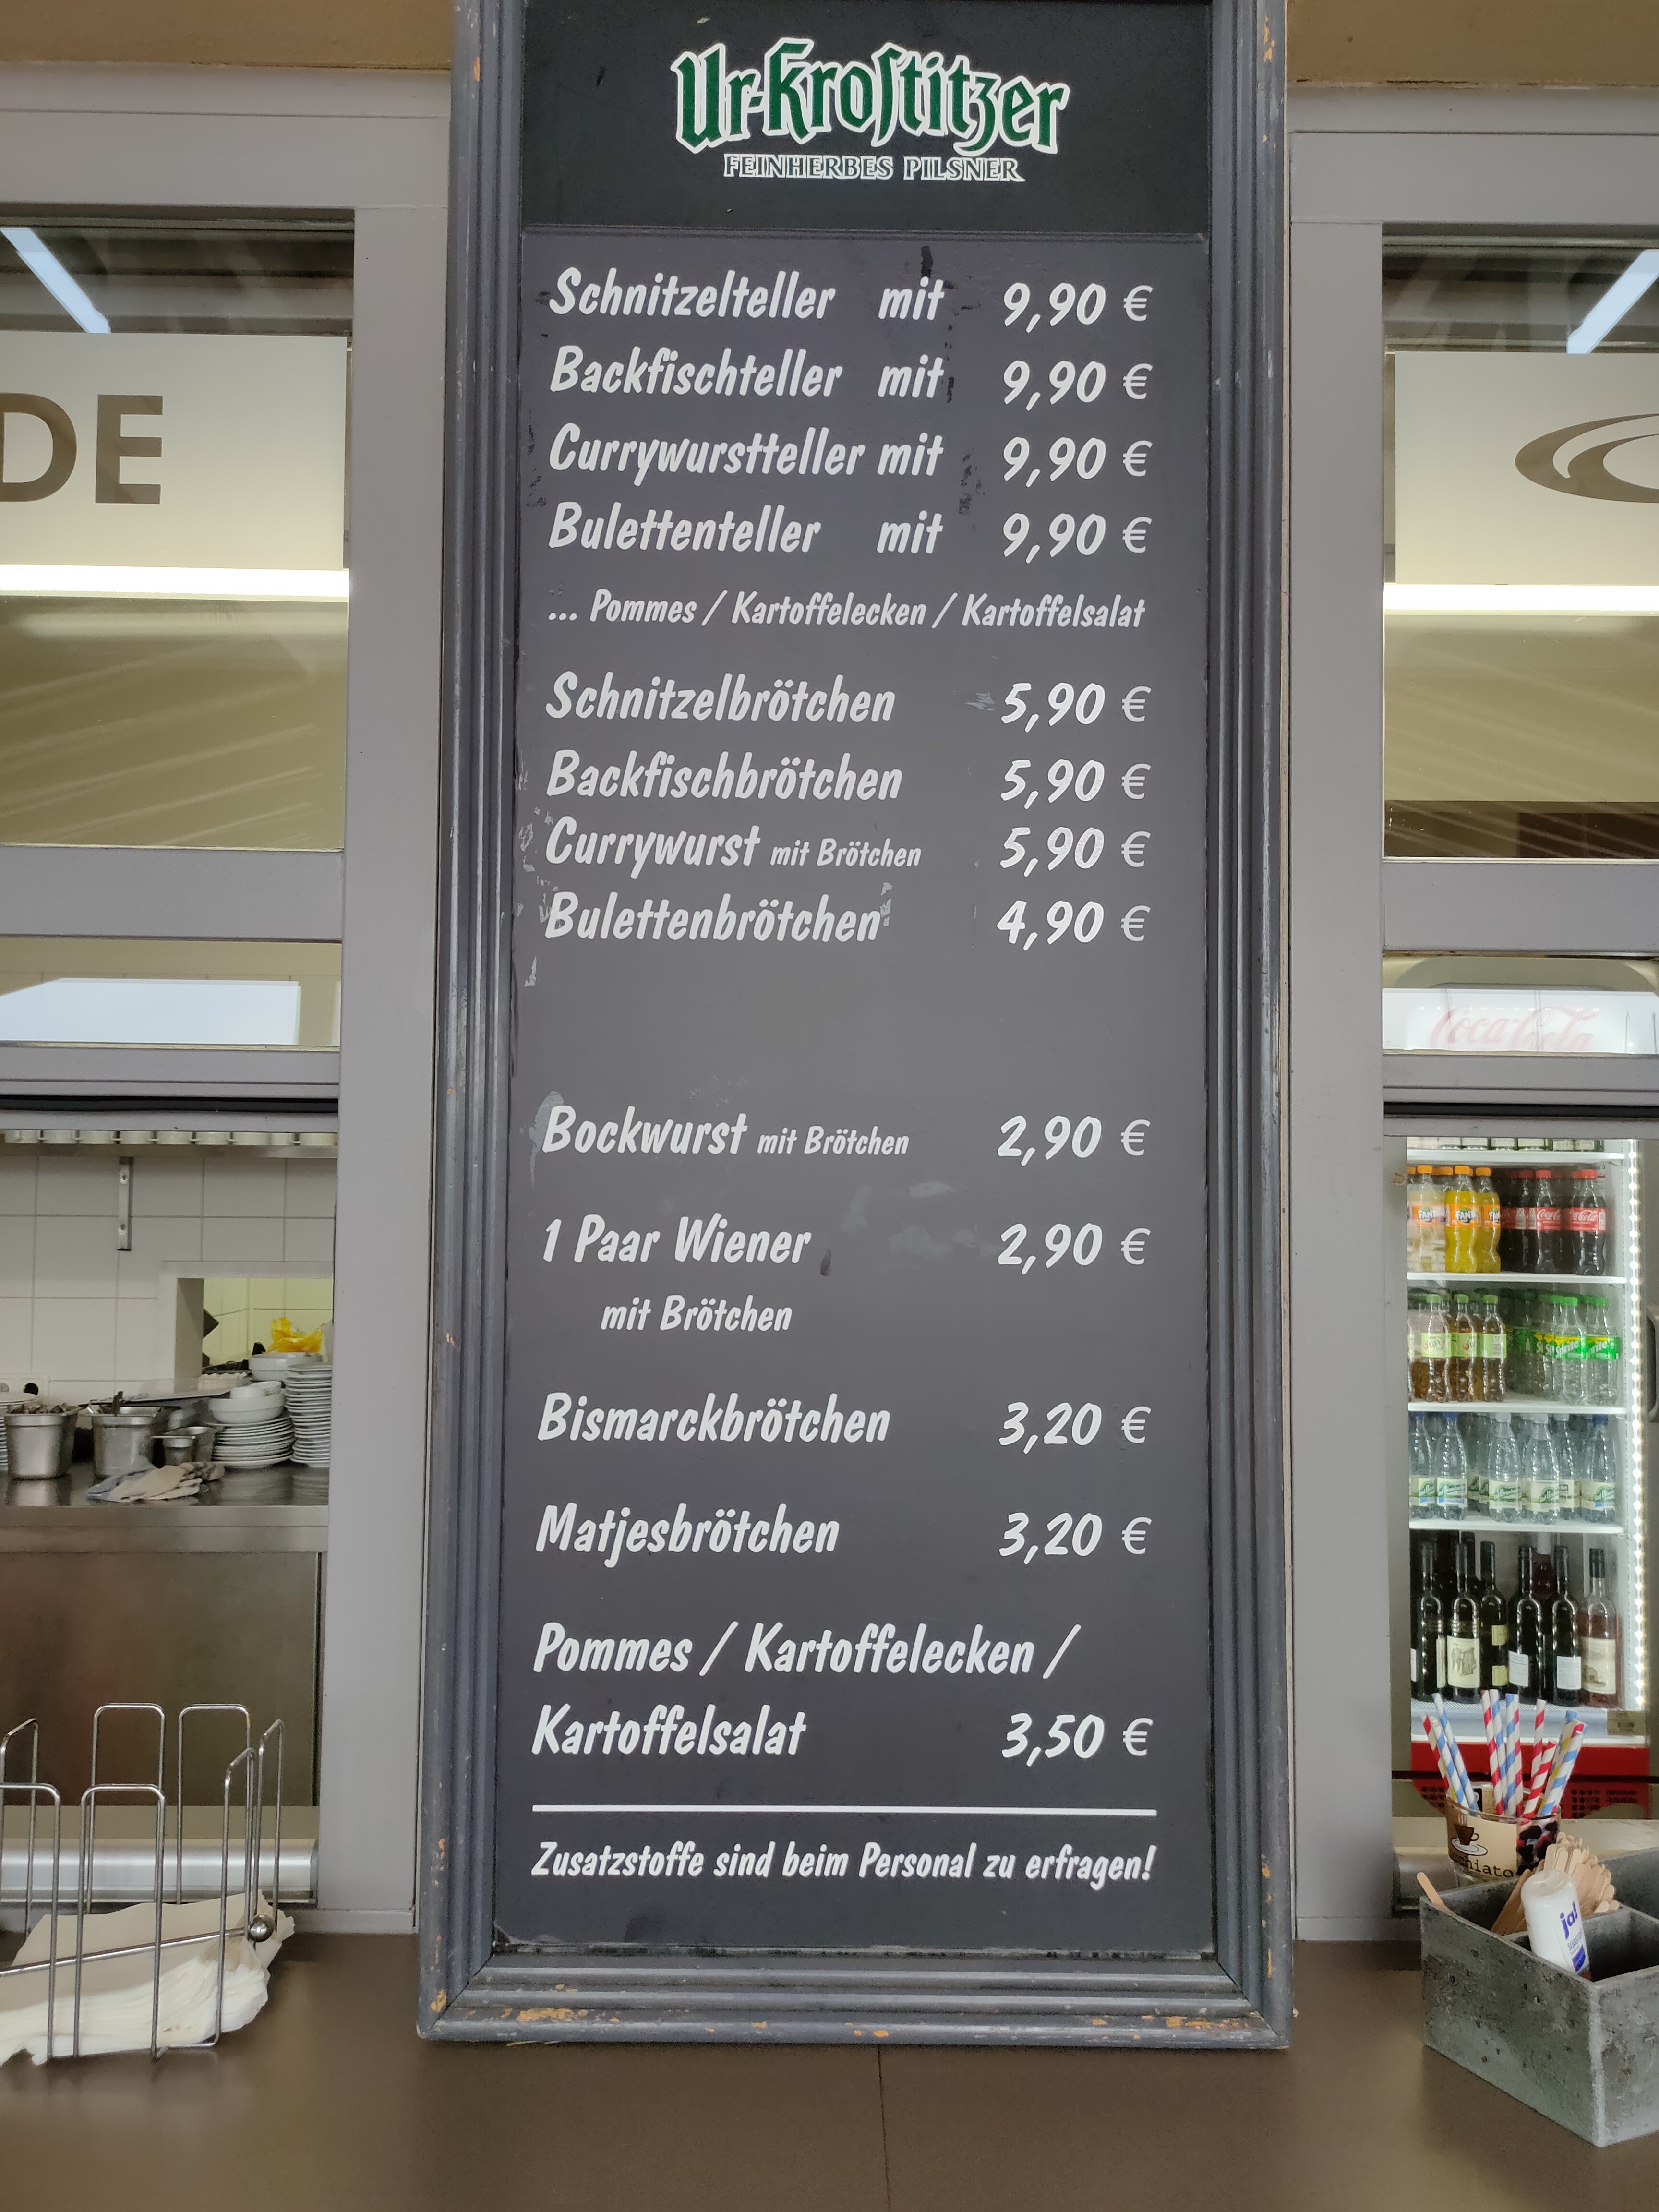 Ur-Krostitzer
FEINHERBES PILSNER
Schnitzelteller mit 9,90 €
Backfischteller mit 9,90 €
Currywurstteller mit 9,90 €
Bulettenteller mit 9,90 €
... Pommes / Kartoffelecken / Kartoffelsalat
Schnitzelbrötchen 5,90 €
Backfischbrötchen 5,90 €
Currywurst mit Brötchen 5,90 €
Bulettenbrötchen 4,90 €
Bockwurst mit Brötchen 2,90 €
1 Paar Wiener 2,90 €
mit Brötchen
Bismarckbrötchen 3,20 €
Matjesbrötchen 3,20 €
Pommes / Kartoffelecken /
Kartoffelsalat 3,50 €
Zusatzstoffe sind beim Personal zu erfragen!
DE
Coca-Cola
ja!